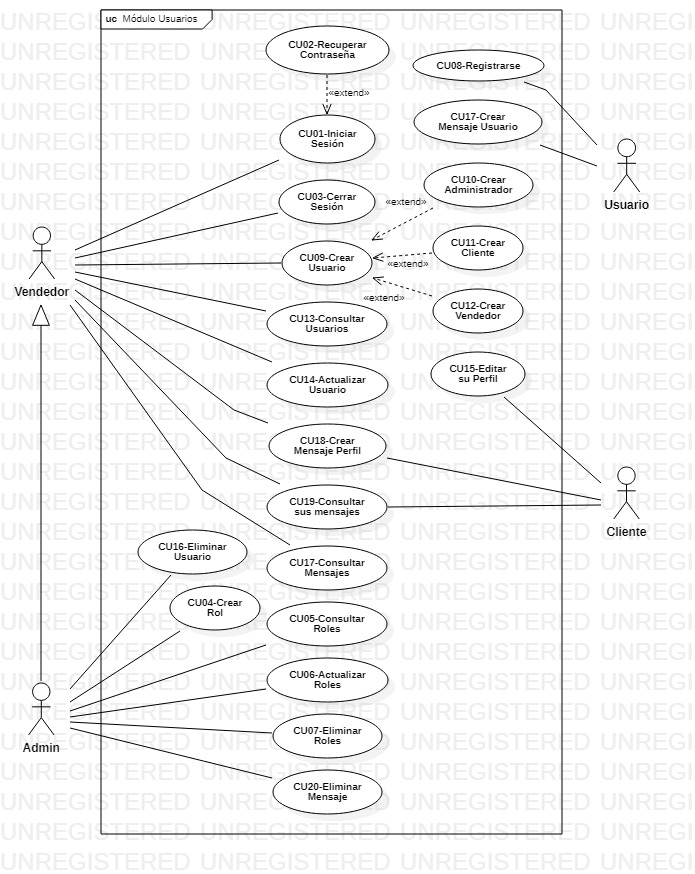 uc Módulo Usuarios
CU02-Recuperar
Contraseña
«extend»
CU08-Registrarse
CU17-Crear
Mensaje Usuario
CU01-Iniciar
Sesión
Usuario
CU10-Crear
Administrador
«extend»
CU03-Cerrar
Sesión
CU11-Crear
Cliente
«extend»
CU09-Crear
Usuario
Vendedor
CU12-Crear
Vendedor
«extend»
CU13-Consultar
Usuarios
CU15-Editar
su Perfil
CU14-Actualizar
Usuario
CU18-Crear
Mensaje Perfil
CU19-Consultar
sus mensajes
Cliente
CU16-Eliminar
Usuario
CU17-Consultar
Mensajes
CU04-Crear
Rol
CU05-Consultar
Roles
CU06-Actualizar
Roles
Admin
CU07-Eliminar
Roles
CU20-Eliminar
Mensaje
UNREGISTERED